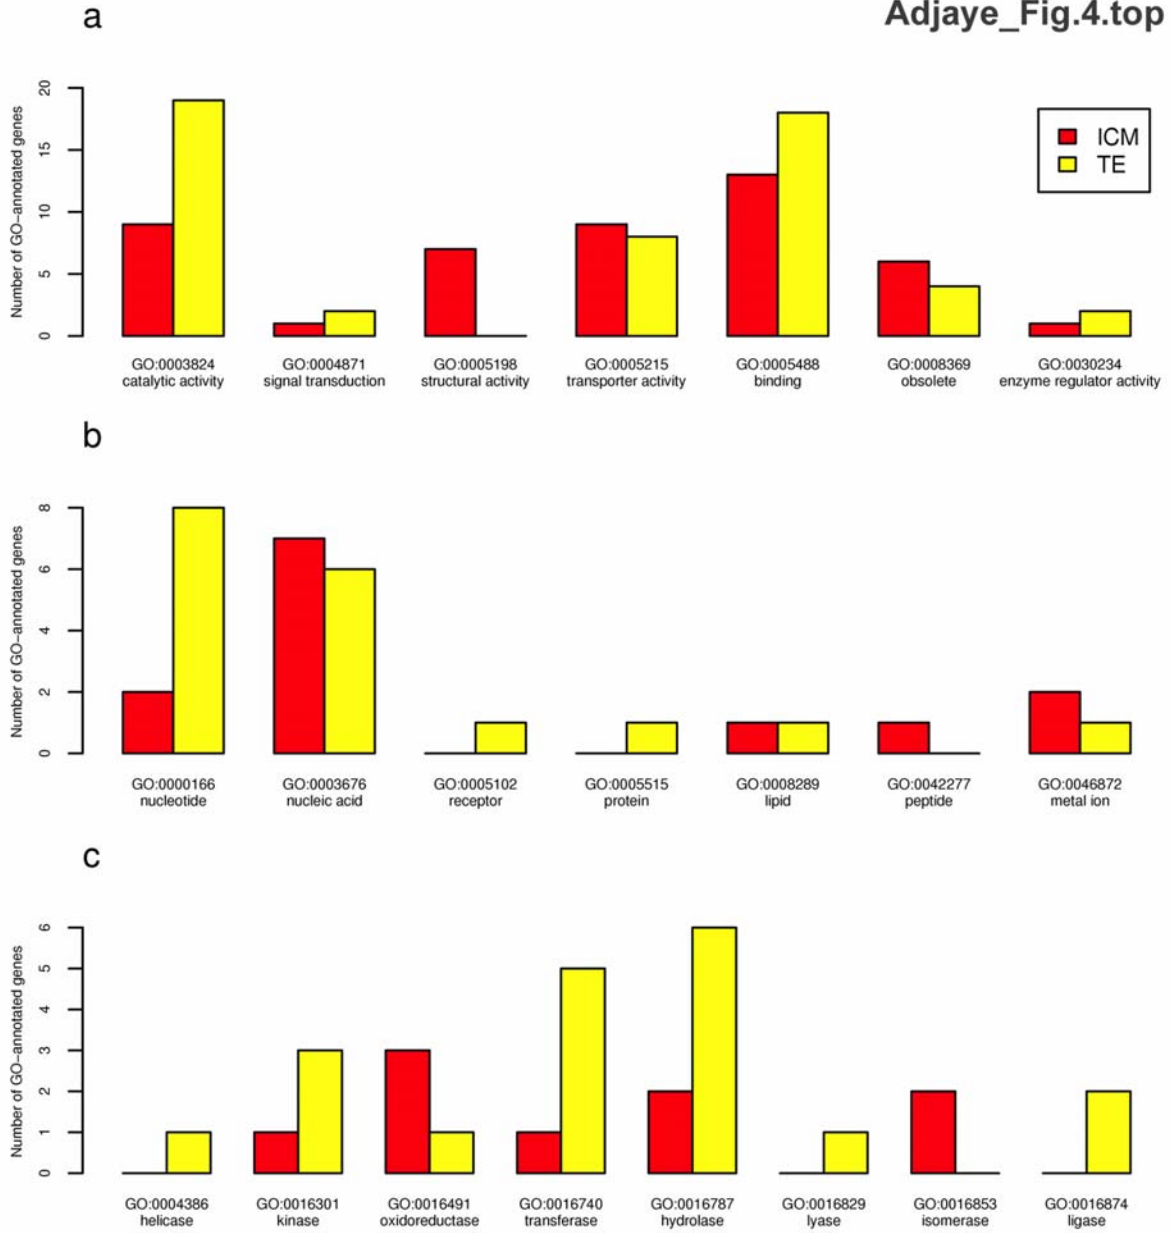 a
Adjaye_Fig.4.top
Number of GO-annotated genes
20
15
10
5
0
ICM
TE
GO:0003824 GO:0004871 GO:0005198 GO:0005215 GO:0005488 GO:0008369 GO:0030234
catalytic activity signal transduction structural activity transporter activity binding obsolete enzyme regulator activity
b
Number of GO-annotated genes
8
6
4
2
0
GO:0000166 GO:0003676 GO:0005102 GO:0005515 GO:0008289 GO:0042277 GO:0046872
nucleotide nucleic acid receptor protein lipid peptide metal ion
c
Number of GO-annotated genes
6
5
4
3
2
1
0
GO:0004386 GO:0016301 GO:0016491 GO:0016740 GO:0016787 GO:0016829 GO:0016853 GO:0016874
helicase kinase oxidoreductase transferase hydrolase lyase isomerase ligase